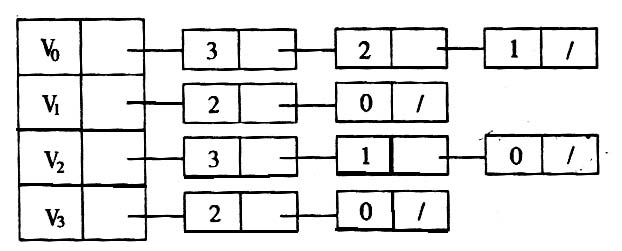 V₀ 3 2 1 /
V₁ 2 0 /
V₂ 3 1 0 /
V₃ 2 0 /